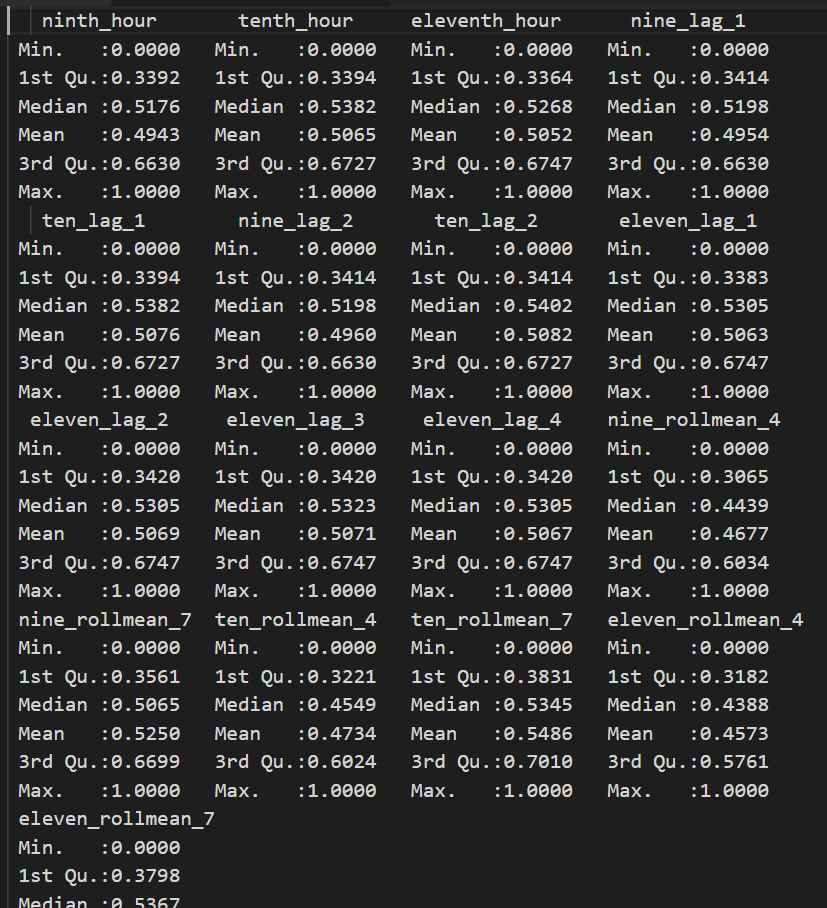 ninth_hour tenth_hour eleventh_hour nine_lag_1
Min. :0.0000 Min. :0.0000 Min. :0.0000 Min. :0.0000
1st Qu.:0.3392 1st Qu.:0.3394 1st Qu.:0.3364 1st Qu.:0.3414
Median :0.5176 Median :0.5382 Median :0.5268 Median :0.5198
Mean :0.4943 Mean :0.5065 Mean :0.5052 Mean :0.4954
3rd Qu.:0.6630 3rd Qu.:0.6727 3rd Qu.:0.6747 3rd Qu.:0.6630
Max. :1.0000 Max. :1.0000 Max. :1.0000 Max. :1.0000
ten_lag_1 nine_lag_2 ten_lag_2 eleven_lag_1
Min. :0.0000 Min. :0.0000 Min. :0.0000 Min. :0.0000
1st Qu.:0.3394 1st Qu.:0.3414 1st Qu.:0.3414 1st Qu.:0.3383
Median :0.5382 Median :0.5198 Median :0.5402 Median :0.5305
Mean :0.5076 Mean :0.4960 Mean :0.5082 Mean :0.5063
3rd Qu.:0.6727 3rd Qu.:0.6630 3rd Qu.:0.6727 3rd Qu.:0.6747
Max. :1.0000 Max. :1.0000 Max. :1.0000 Max. :1.0000
eleven_lag_2 eleven_lag_3 eleven_lag_4 nine_rollmean_4
Min. :0.0000 Min. :0.0000 Min. :0.0000 Min. :0.0000
1st Qu.:0.3420 1st Qu.:0.3420 1st Qu.:0.3420 1st Qu.:0.3065
Median :0.5305 Median :0.5323 Median :0.5305 Median :0.4439
Mean :0.5069 Mean :0.5071 Mean :0.5067 Mean :0.4677
3rd Qu.:0.6747 3rd Qu.:0.6747 3rd Qu.:0.6747 3rd Qu.:0.6034
Max. :1.0000 Max. :1.0000 Max. :1.0000 Max. :1.0000
nine_rollmean_7 ten_rollmean_4 ten_rollmean_7 eleven_rollmean_4
Min. :0.0000 Min. :0.0000 Min. :0.0000 Min. :0.0000
1st Qu.:0.3561 1st Qu.:0.3221 1st Qu.:0.3831 1st Qu.:0.3182
Median :0.5065 Median :0.4549 Median :0.5345 Median :0.4388
Mean :0.5250 Mean :0.4734 Mean :0.5486 Mean :0.4573
3rd Qu.:0.6699 3rd Qu.:0.6024 3rd Qu.:0.7010 3rd Qu.:0.5761
Max. :1.0000 Max. :1.0000 Max. :1.0000 Max. :1.0000
eleven_rollmean_7
Min. :0.0000
1st Qu.:0.3798
Median :0.5367